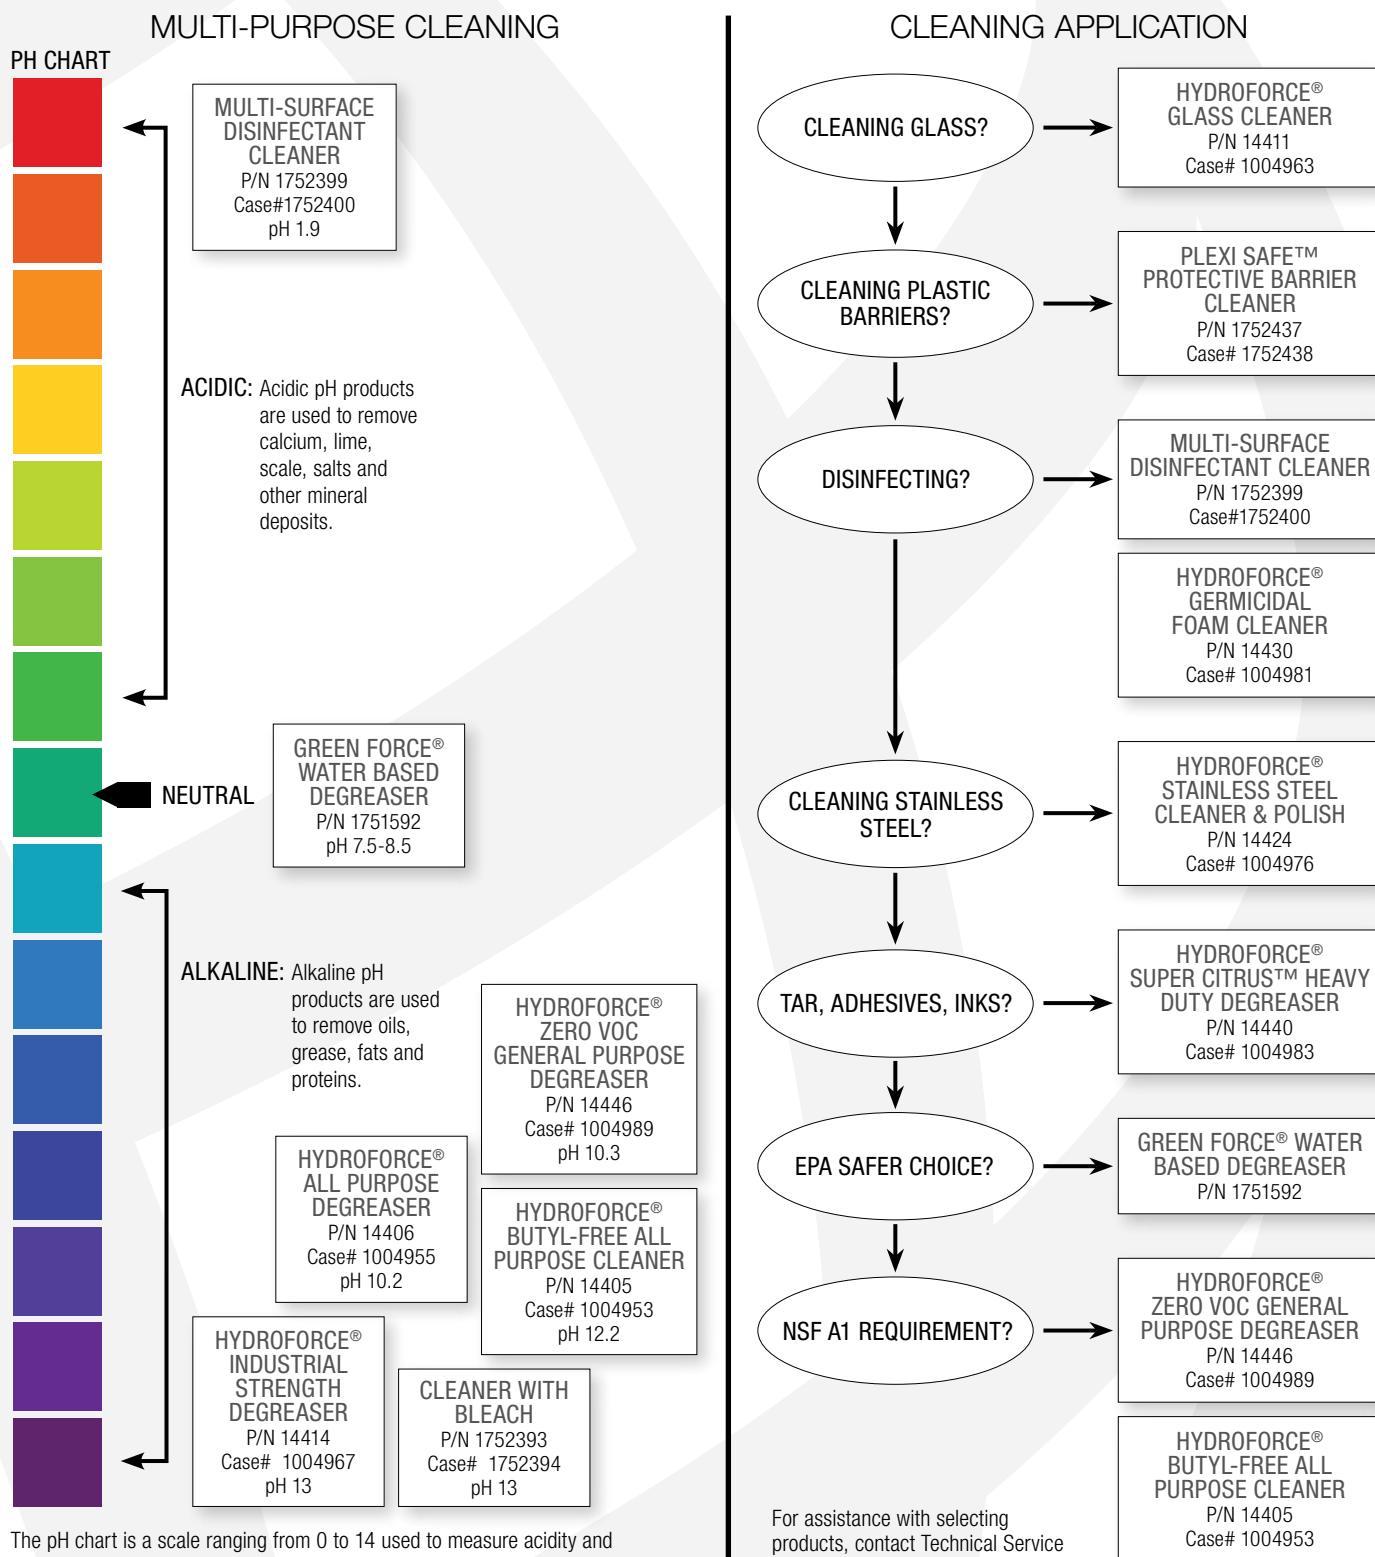 MULTI-PURPOSE CLEANING
PH CHART
MULTI-SURFACE
DISINFECTANT
CLEANER
P/N 1752399
Case#1752400
pH 1.9
ACIDIC: Acidic pH products
are used to remove
calcium, lime,
scale, salts and
other mineral
deposits.
GREEN FORCE®
WATER BASED
DEGREASER
P/N 1751592
pH 7.5-8.5
NEUTRAL
ALKALINE: Alkaline pH
products are used
to remove oils,
grease, fats and
proteins.
HYDROFORCE®
ZERO VOC
GENERAL PURPOSE
DEGREASER
P/N 14446
Case# 1004989
pH 10.3
HYDROFORCE®
ALL PURPOSE
DEGREASER
P/N 14406
Case# 1004955
pH 10.2
HYDROFORCE®
BUTYL-FREE ALL
PURPOSE CLEANER
P/N 14405
Case# 1004953
pH 12.2
HYDROFORCE®
INDUSTRIAL
STRENGTH
DEGREASER
P/N 14414
Case# 1004967
pH 13
CLEANER WITH
BLEACH
P/N 1752393
Case# 1752394
pH 13
The pH chart is a scale ranging from 0 to 14 used to measure acidity and
CLEANING APPLICATION
CLEANING GLASS?
HYDROFORCE®
GLASS CLEANER
P/N 14411
Case# 1004963
CLEANING PLASTIC
BARRIERS?
PLEXI SAFE™
PROTECTIVE BARRIER
CLEANER
P/N 1752437
Case# 1752438
DISINFECTING?
MULTI-SURFACE
DISINFECTANT CLEANER
P/N 1752399
Case#1752400
HYDROFORCE®
GERMICIDAL
FOAM CLEANER
P/N 14430
Case# 1004981
CLEANING STAINLESS
STEEL?
HYDROFORCE®
STAINLESS STEEL
CLEANER & POLISH
P/N 14424
Case# 1004976
TAR, ADHESIVES, INKS?
HYDROFORCE®
SUPER CITRUS™ HEAVY
DUTY DEGREASER
P/N 14440
Case# 1004983
EPA SAFER CHOICE?
GREEN FORCE® WATER
BASED DEGREASER
P/N 1751592
NSF A1 REQUIREMENT?
HYDROFORCE®
ZERO VOC GENERAL
PURPOSE DEGREASER
P/N 14446
Case# 1004989
HYDROFORCE®
BUTYL-FREE ALL
PURPOSE CLEANER
P/N 14405
Case# 1004953
For assistance with selecting
products, contact Technical Service